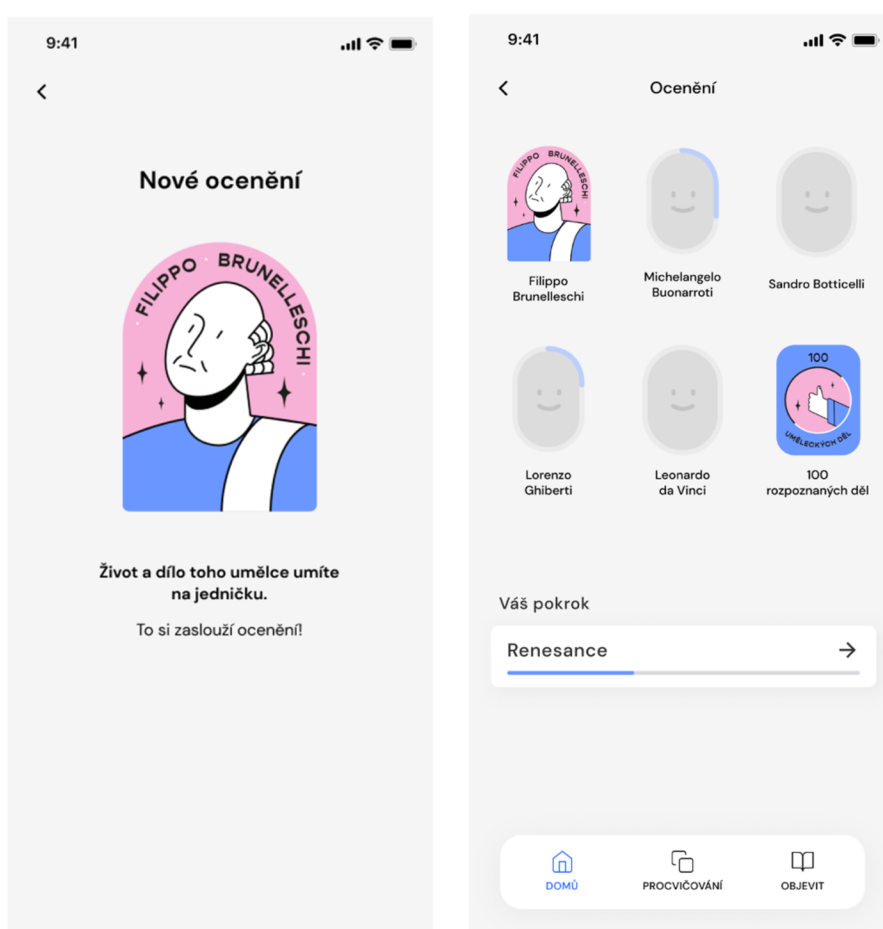 9:41
Nové ocenění
FILIPPO BRUNELLESCHI
Život a dílo toho umělce umíte
na jedničku.
To si zaslouží ocenění!
9:41
Ocenění
FILIPPO BRUNELLESCHI
Filippo
Brunelleschi
Michelangelo
Buonarroti
Sandro Botticelli
Lorenzo
Ghiberti
Leonardo
da Vinci
100
UMĚLECKÝCH DĚL
100
rozpoznaných děl
Váš pokrok
Renesance
DOMŮ
PROCVIČOVÁNÍ
OBJEVIT